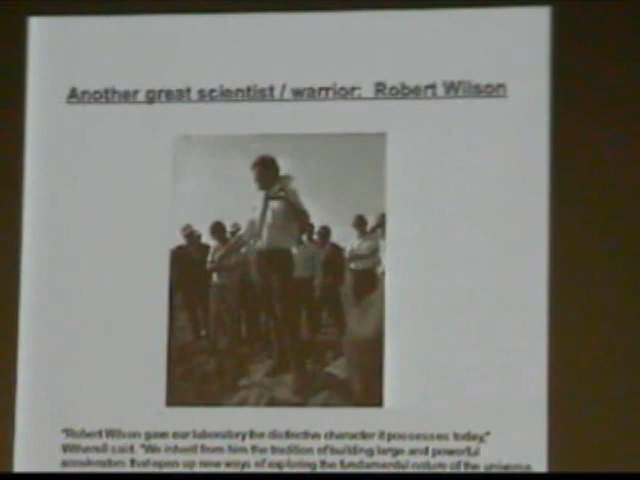 Another great scientist / warrior: Robert Wilson
"Robert Wilson gave our laboratory the distinctive character it possesses today,"
Witherell said. "We inherit from him the tradition of building large and powerful
accelerators that open up new ways of exploring the fundamental nature of the universe.